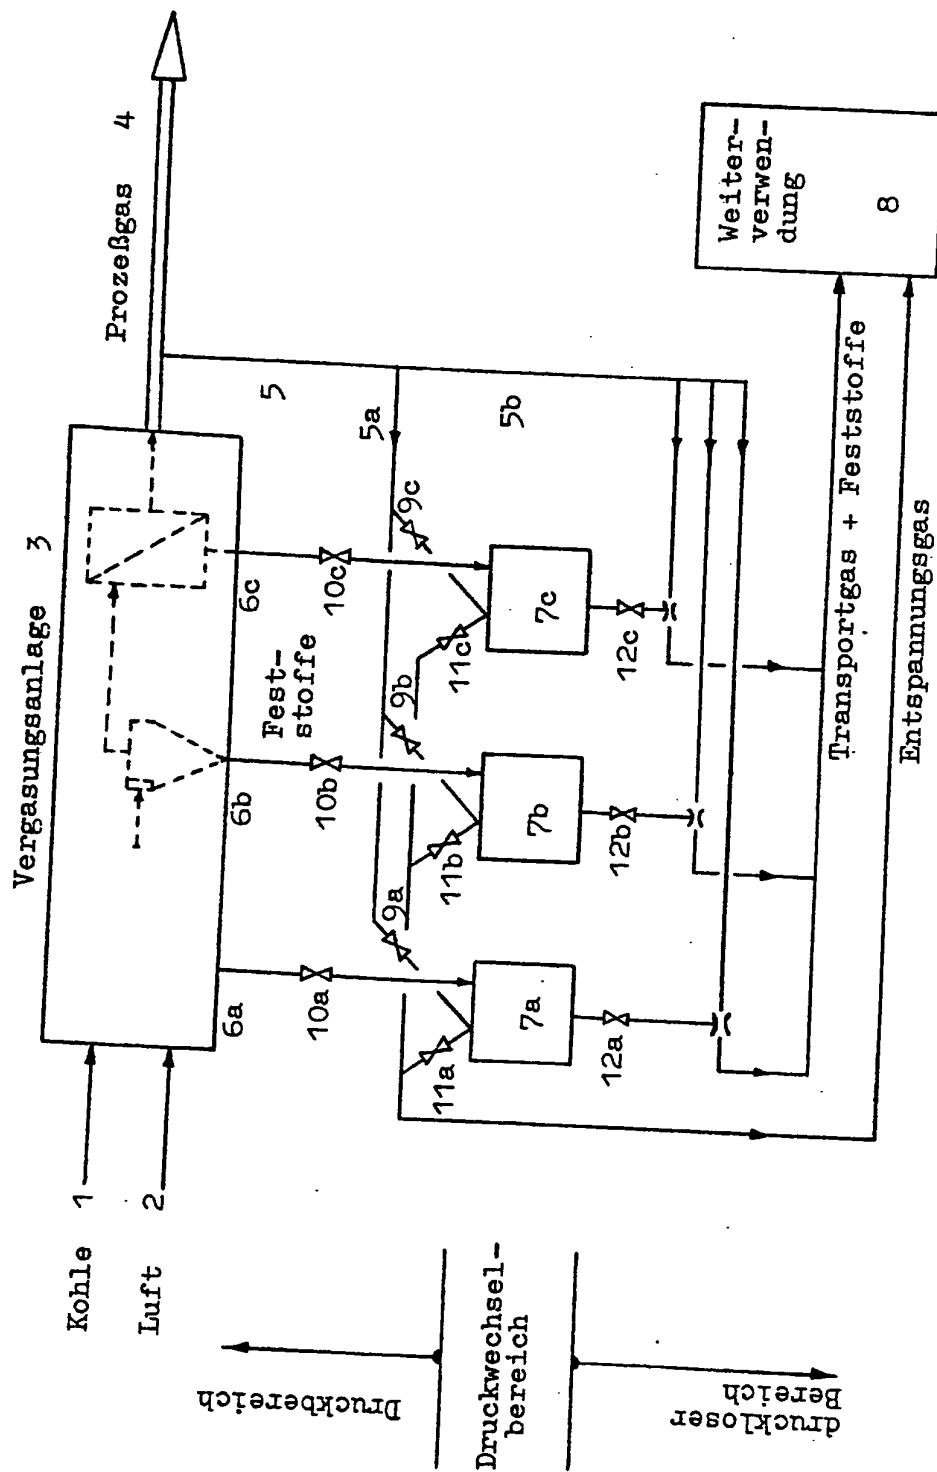 Vergasungsanlage 3
Prozeßgas 4
Kohle 1
Luft 2
6a
6b
6c
Fest-
stoffe
5
10a
10b
10c
5a
9a
9b
9c
11a
11b
11c
5b
7a
7b
7c
12a
12b
12c
Weiter-
verwen-
dung
8
Transportgas + Feststoffe
Entspannungsgas
Druckbereich
Druckwechsel-
bereich
druckloser
Bereich